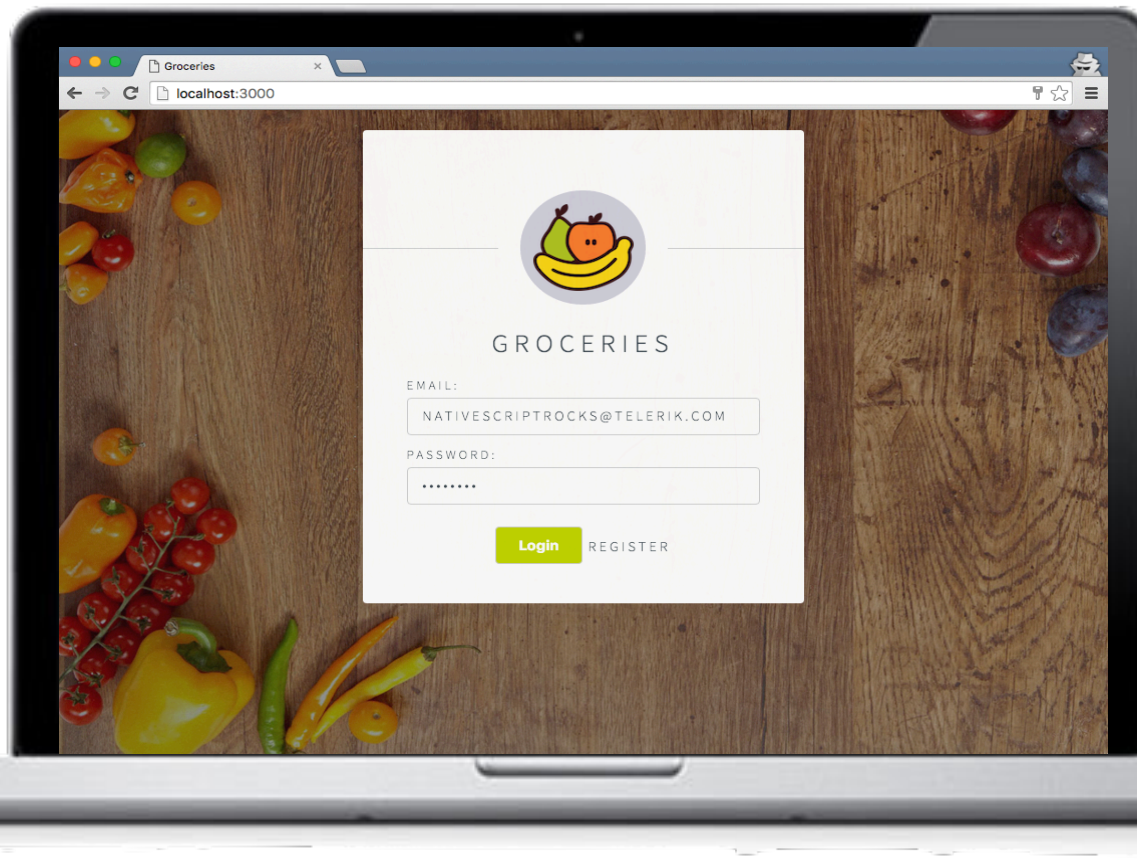 Groceries
localhost:3000
GROCERIES
EMAIL:
NATIVESCRIPTROCKS@TELERIK.COM
PASSWORD:
••••••••
Login REGISTER